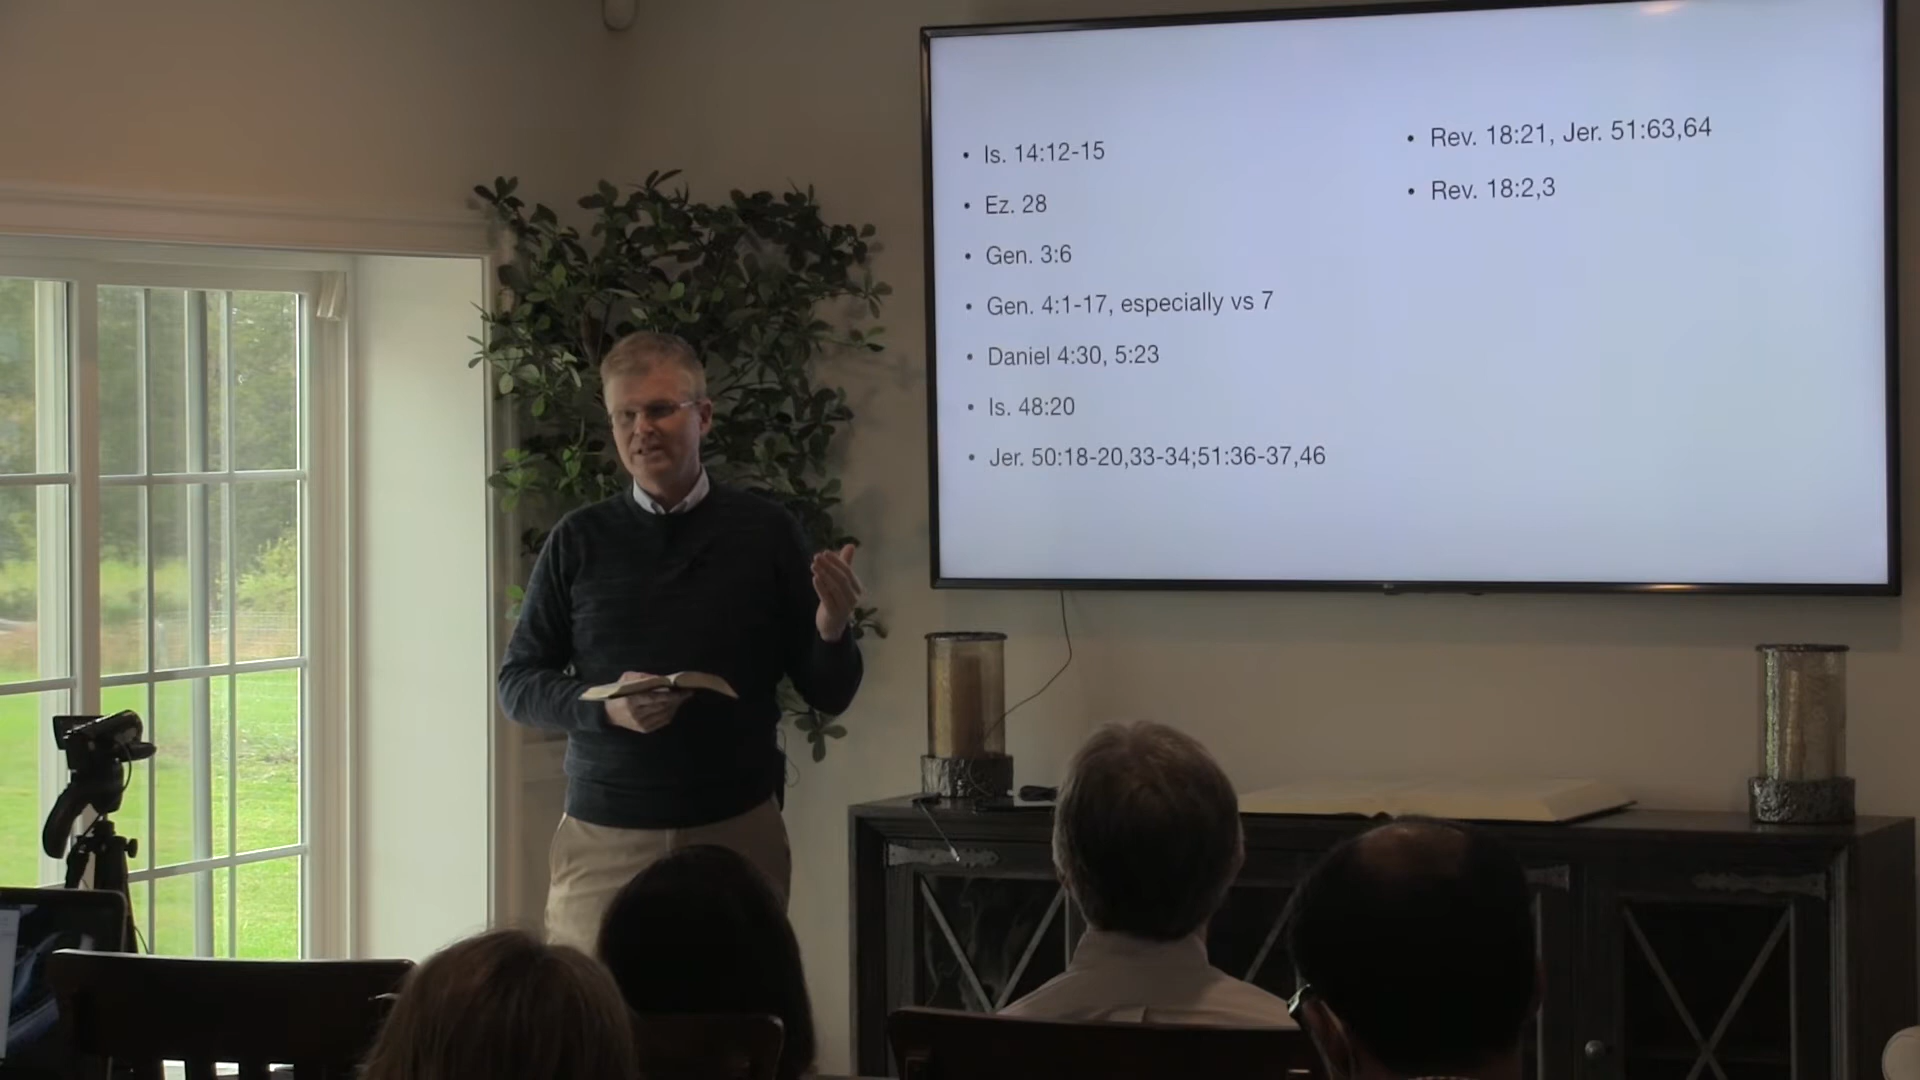 • Is. 14:12-15
• Ez. 28
• Gen. 3:6
• Gen. 4:1-17, especially vs 7
• Daniel 4:30, 5:23
• Is. 48:20
• Jer. 50:18-20,33-34;51:36-37,46
• Rev. 18:21, Jer. 51:63,64
• Rev. 18:2,3